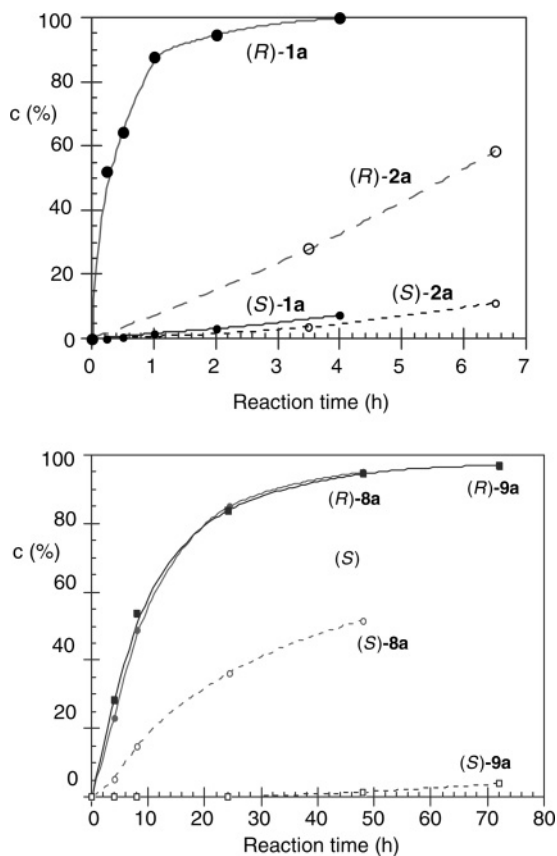 100
(R)-1a
80
c (%)
60
(R)-2a
40
20
(S)-1a
(S)-2a
0
0 1 2 3 4 5 6 7
Reaction time (h)
100
(R)-8a
(R)-9a
80
c (%)
(S)
60
(S)-8a
40
20
(S)-9a
0
0 10 20 30 40 50 60 70 80
Reaction time (h)